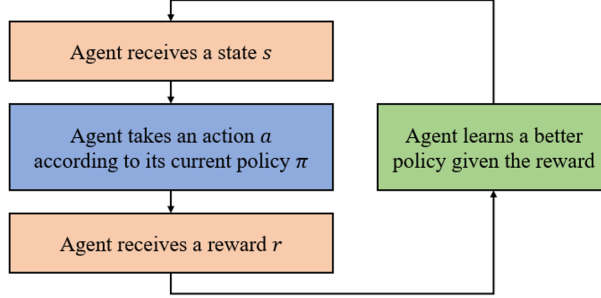 Agent receives a state s
Agent takes an action a
according to its current policy π
Agent receives a reward r
Agent learns a better
policy given the reward